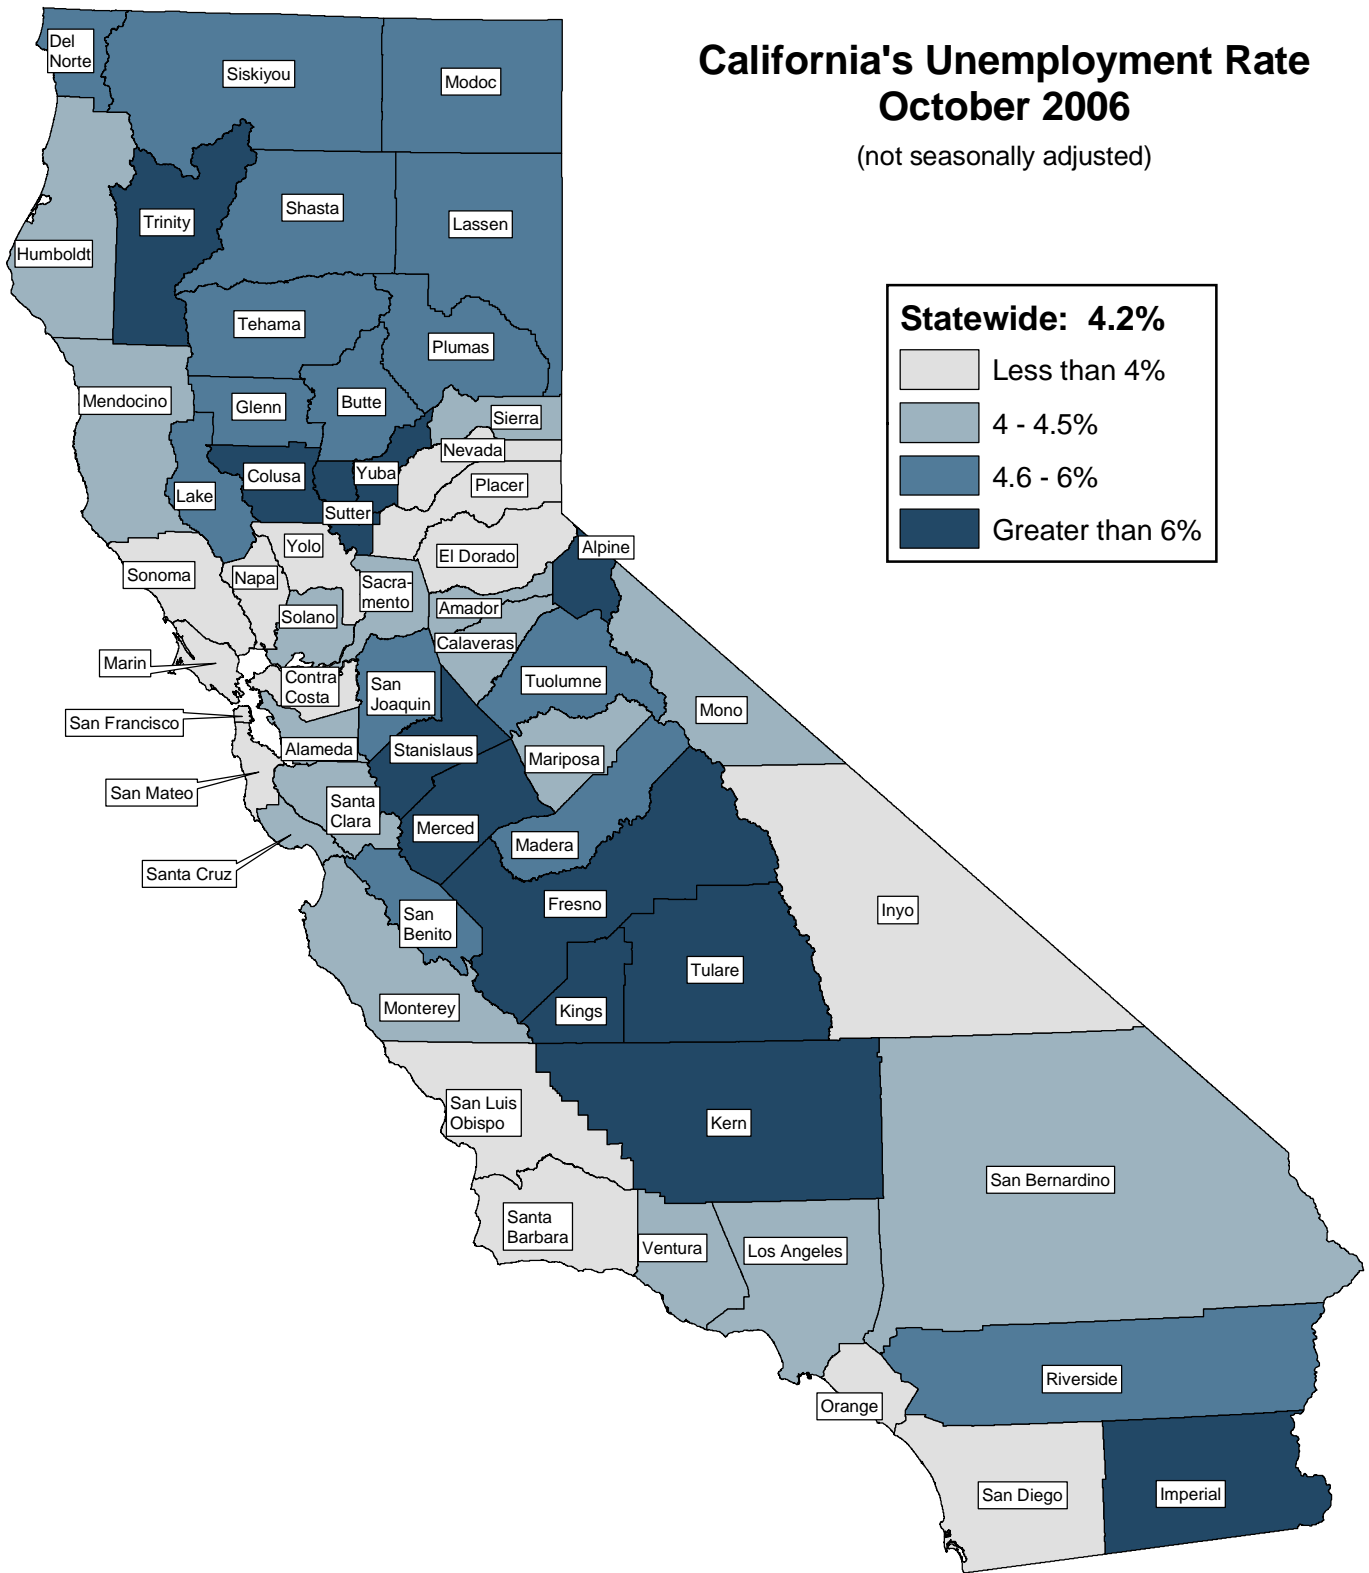 California's Unemployment Rate
October 2006
(not seasonally adjusted)
Statewide: 4.2%
Less than 4%
4 - 4.5%
4.6 - 6%
Greater than 6%
Del
Norte
Siskiyou
Modoc
Trinity
Shasta
Lassen
Humboldt
Tehama
Plumas
Mendocino
Glenn
Butte
Sierra
Nevada
Colusa
Yuba
Placer
Lake
Sutter
Yolo
El Dorado
Alpine
Sonoma
Napa
Sacra-
mento
Amador
Solano
Calaveras
Marin
Contra
Costa
San
Joaquin
Tuolumne
Mono
San Francisco
Alameda
Stanislaus
Mariposa
San Mateo
Santa
Clara
Merced
Madera
Santa Cruz
Fresno
Inyo
San
Benito
Tulare
Monterey
Kings
San Luis
Obispo
Kern
San Bernardino
Santa
Barbara
Ventura
Los Angeles
Riverside
Orange
San Diego
Imperial